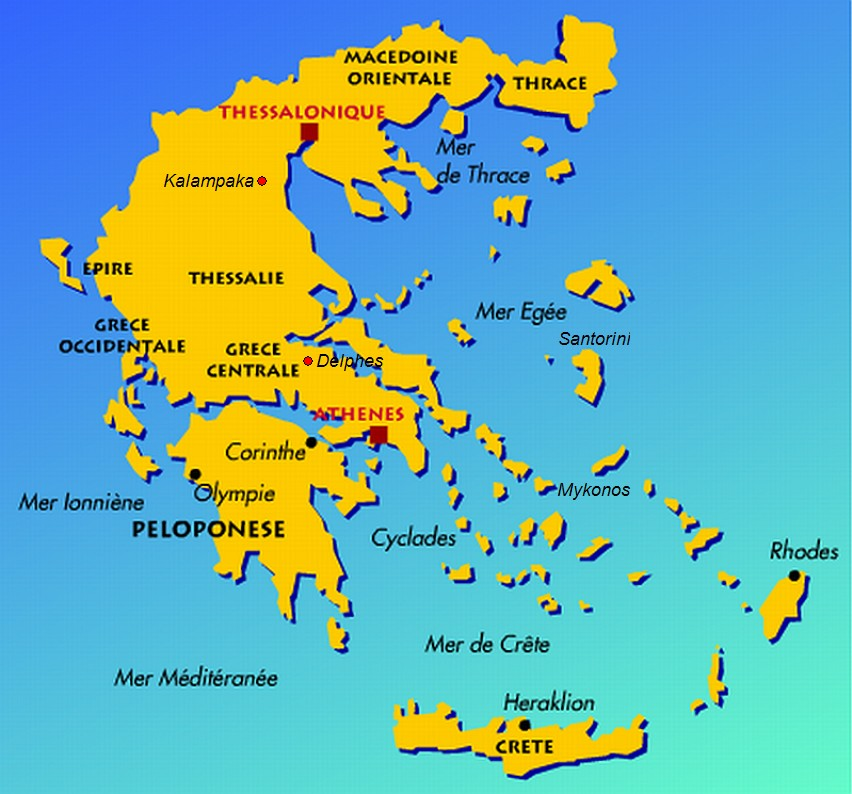 MACEDOINE
ORIENTALE
THRACE
THESSALONIQUE
Mer
de Thrace
Kalampaka
EPIRE
THESSALIE
Mer Egée
GRECE
OCCIDENTALE
Santorini
GRECE
CENTRALE
Delphes
ATHENES
Corinthe
Olympie
Mykonos
Mer Ionniène
PELOPONESE
Cyclades
Rhodes
Mer de Crête
Mer Méditéranée
Heraklion
CRETE